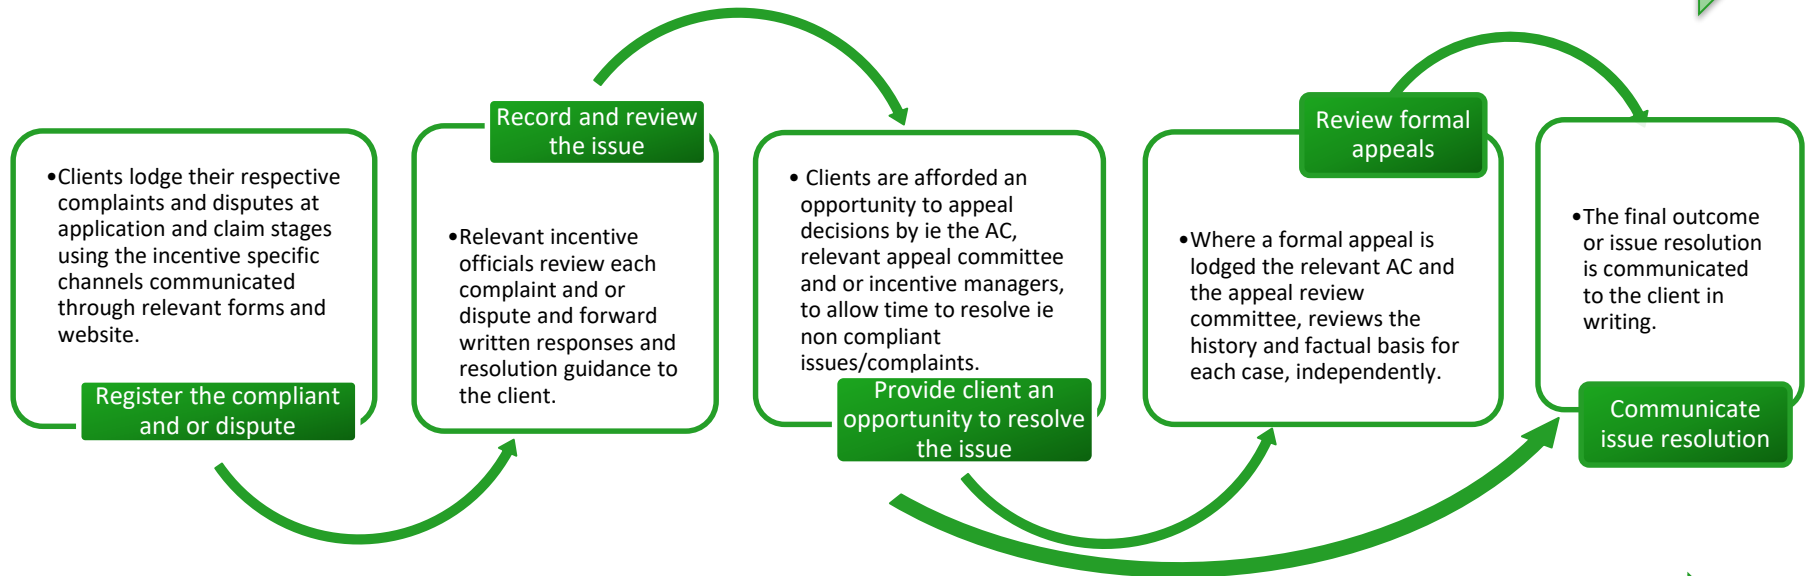 •Clients lodge their respective
complaints and disputes at
application and claim stages
using the incentive specific
channels communicated
through relevant forms and
website.
Register the compliant
and or dispute
Record and review
the issue
•Relevant incentive
officials review each
complaint and or
dispute and forward
written responses and
resolution guidance to
the client.
• Clients are afforded an
opportunity to appeal
decisions by ie the AC,
relevant appeal committee
and or incentive managers,
to allow time to resolve ie
non compliant
issues/complaints.
Provide client an
opportunity to resolve
the issue
Review formal
appeals
•Where a formal appeal is
lodged the relevant AC and
the appeal review
committee, reviews the
history and factual basis for
each case, independently.
•The final outcome
or issue resolution
is communicated
to the client in
writing.
Communicate
issue resolution